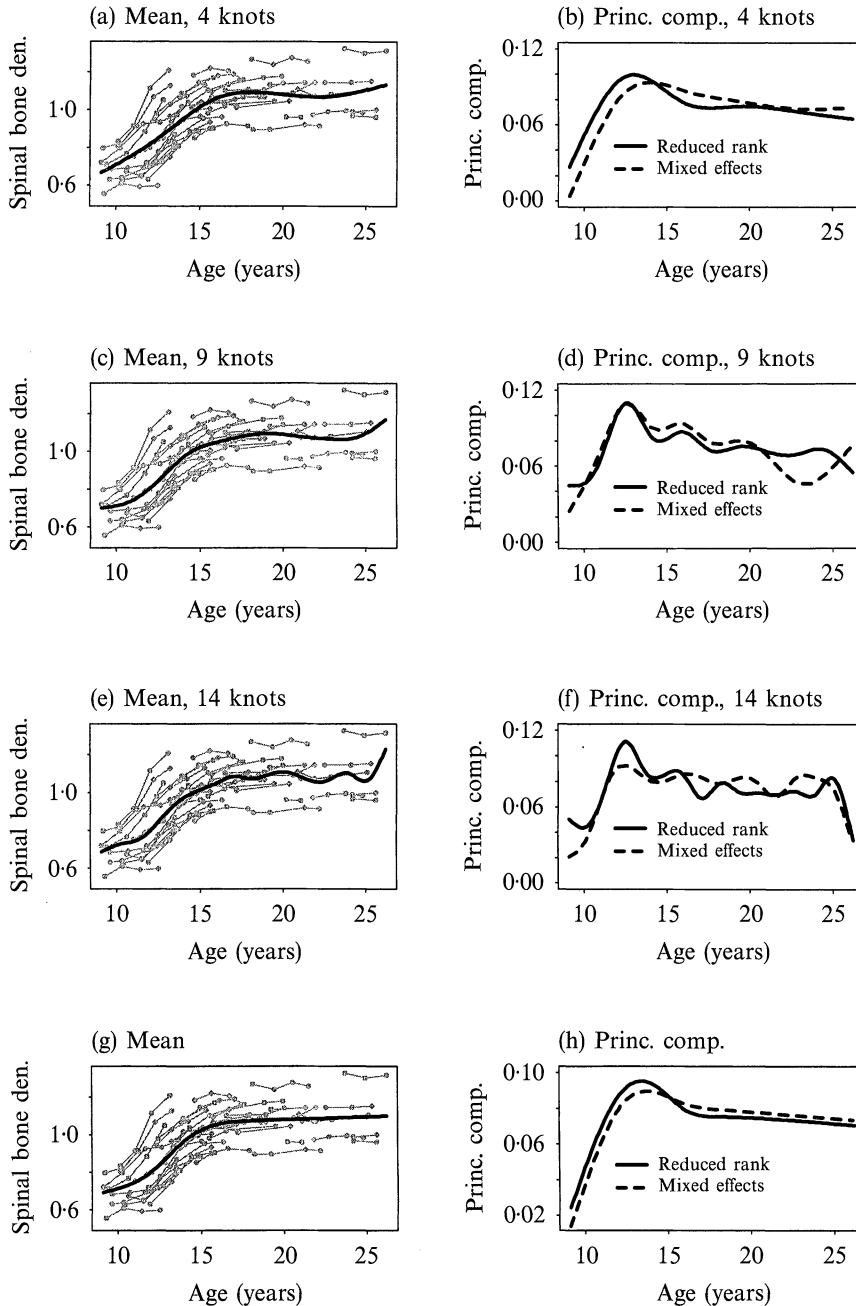 (a) Mean, 4 knots
Spinal bone den.
1·0
0·6
10 15 20 25
Age (years)
(b) Princ. comp., 4 knots
Princ. comp.
0·12
0·06
0·00
Reduced rank
Mixed effects
10 15 20 25
Age (years)
(c) Mean, 9 knots
Spinal bone den.
1·0
0·6
10 15 20 25
Age (years)
(d) Princ. comp., 9 knots
Princ. comp.
0·12
0·06
0·00
Reduced rank
Mixed effects
10 15 20 25
Age (years)
(e) Mean, 14 knots
Spinal bone den.
1·0
0·6
10 15 20 25
Age (years)
(f) Princ. comp., 14 knots
Princ. comp.
0·12
0·06
0·00
Reduced rank
Mixed effects
10 15 20 25
Age (years)
(g) Mean
Spinal bone den.
1·0
0·6
10 15 20 25
Age (years)
(h) Princ. comp.
Princ. comp.
0·10
0·06
0·02
Reduced rank
Mixed effects
10 15 20 25
Age (years)